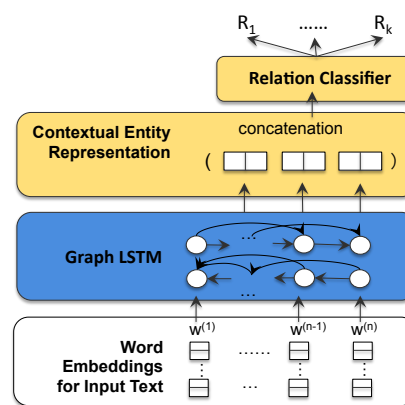 R1 ...... Rk
Relation Classifier
Contextual Entity
Representation
concatenation
( )
Graph LSTM
...
...
w(1) w(n-1) w(n)
Word
Embeddings
for Input Text
......
...